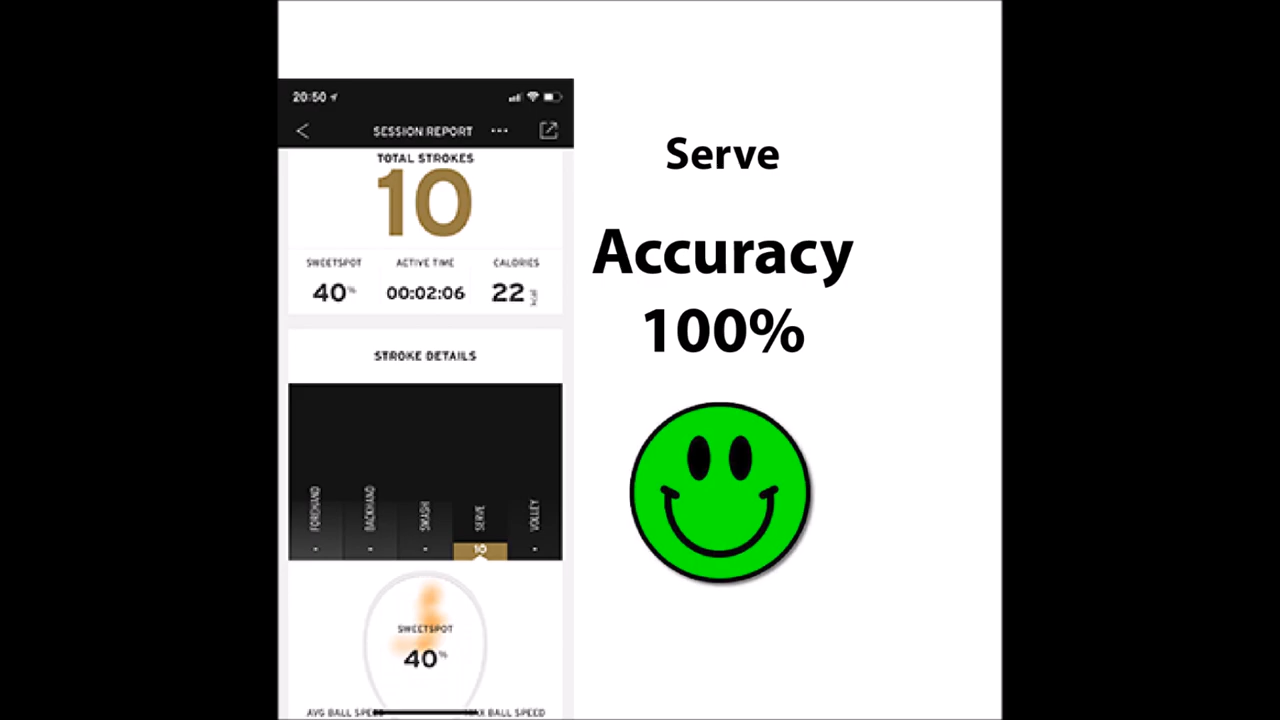 20:50
SESSION REPORT ...
TOTAL STROKES
10
SWEETSPOT ACTIVE TIME CALORIES
40% 00:02:06 22 kcal
STROKE DETAILS
FOREHAND BACKHAND SMASH SERVE VOLLEY
- - - 10 -
SWEETSPOT
40%
AVG BALL SPEED MAX BALL SPEED
Serve
Accuracy
100%